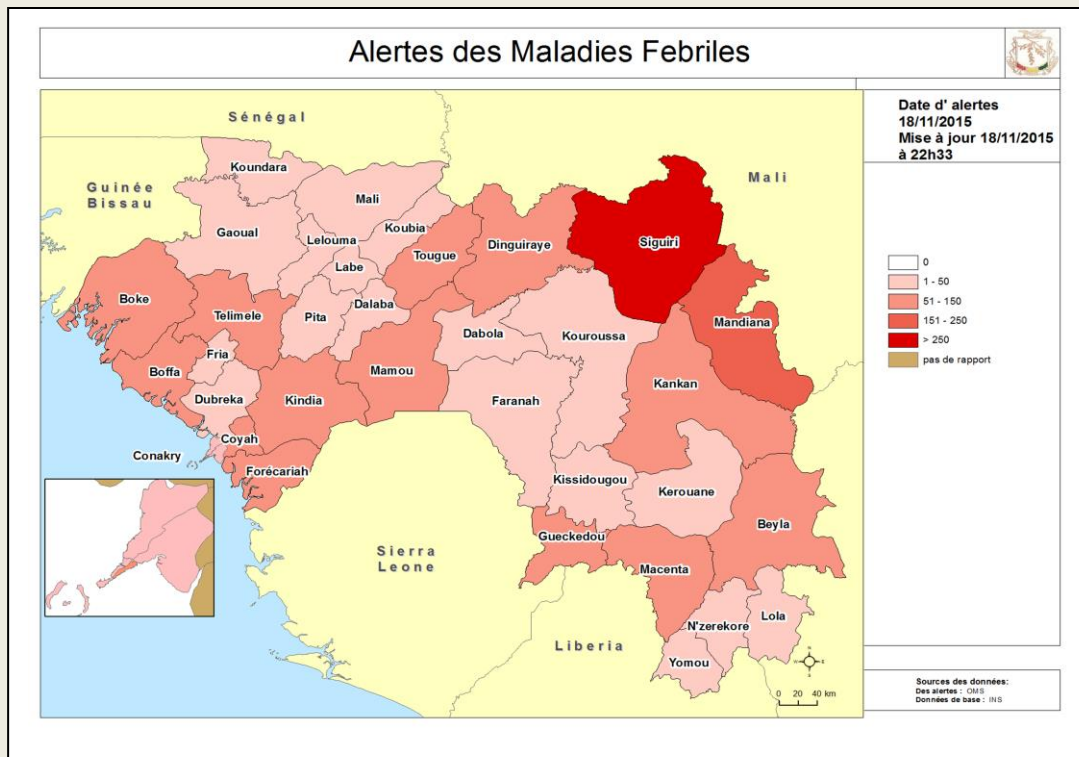 Alertes des Maladies Febriles
Date d' alertes
18/11/2015
Mise à jour 18/11/2015
à 22h33
0
1 - 50
51 - 150
151 - 250
> 250
pas de rapport
Sénégal
Guinée
Bissau
Mali
Koundara
Mali
Gaoual
Koubia
Lelouma
Labe
Tougue
Dinguiraye
Siguiri
Boke
Telimele
Pita
Dalaba
Dabola
Kouroussa
Mandiana
Fria
Boffa
Mamou
Kankan
Dubreka
Kindia
Faranah
Coyah
Conakry
Forécariah
Kissidougou
Kerouane
Beyla
Gueckedou
Sierra
Leone
Macenta
Lola
N'zerekore
Liberia
Yomou
N
W
E
S
0 20 40 km
Sources des données:
Des alertes : OMS
Données de base : INS